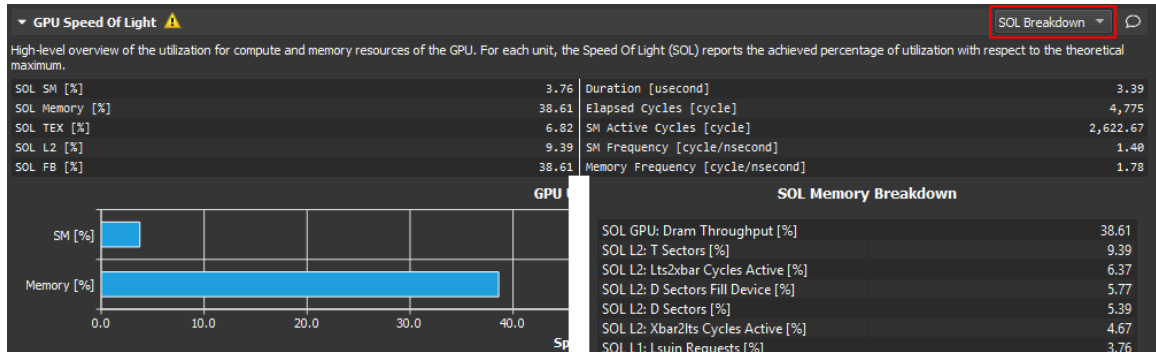 GPU Speed Of Light
SOL Breakdown
High-level overview of the utilization for compute and memory resources of the GPU. For each unit, the Speed Of Light (SOL) reports the achieved percentage of utilization with respect to the theoretical
maximum.
SOL SM [%] 3.76 Duration [usecond] 3.39
SOL Memory [%] 38.61 Elapsed Cycles [cycle] 4,775
SOL TEX [%] 6.82 SM Active Cycles [cycle] 2,622.67
SOL L2 [%] 9.39 SM Frequency [cycle/nsecond] 1.40
SOL FB [%] 38.61 Memory Frequency [cycle/nsecond] 1.78
GPU
SM [%]
Memory [%]
0.0 10.0 20.0 30.0 40.0
Sp
SOL Memory Breakdown
SOL GPU: Dram Throughput [%] 38.61
SOL L2: T Sectors [%] 9.39
SOL L2: Lts2xbar Cycles Active [%] 6.37
SOL L2: D Sectors Fill Device [%] 5.77
SOL L2: D Sectors [%] 5.39
SOL L2: Xbar2lts Cycles Active [%] 4.67
SOL L1: Lsuin Requests [%] 3.76